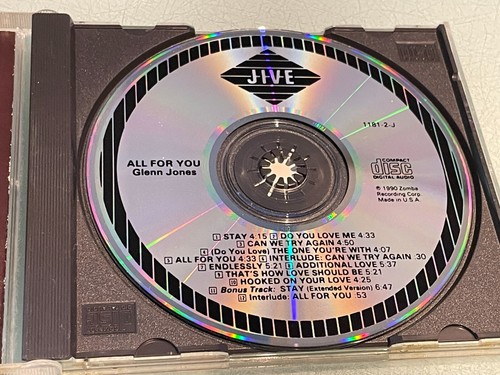 JIVE
1181-2-J
ALL FOR YOU
Glenn Jones
COMPACT
disc
DIGITAL AUDIO
℗ 1990 Zomba
Recording Corp.
Made in U.S.A.
1 STAY 4:15 2 DO YOU LOVE ME 4:33
3 CAN WE TRY AGAIN 4:50
4 (Do You Love) THE ONE YOU'RE WITH 4:07
5 ALL FOR YOU 4:33 6 INTERLUDE: CAN WE TRY AGAIN :30
7 ENDLESSLY 5:21 8 ADDITIONAL LOVE 5:37
9 THAT'S HOW LOVE SHOULD BE 5:21
10 HOOKED ON YOUR LOVE 4:25
11 Bonus Track: STAY (Extended Version) 6:47
12 Interlude: ALL FOR YOU :53